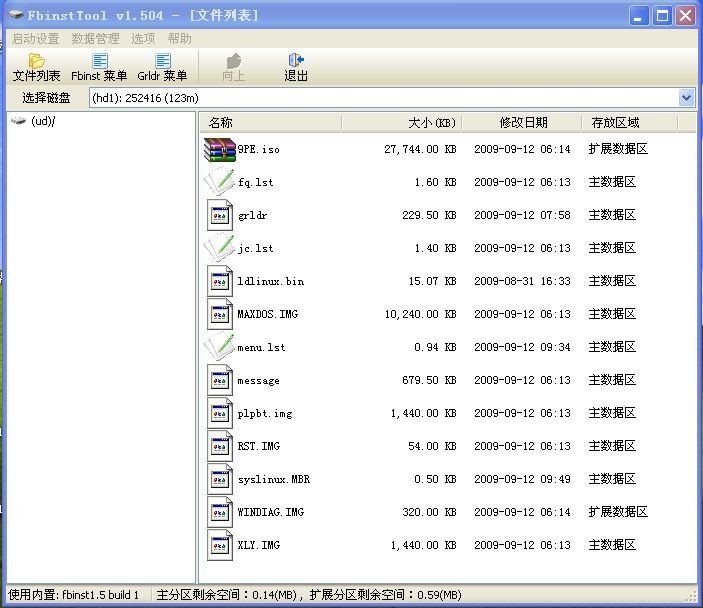 FbinstTool v1.504 - [文件列表]
启动设置 数据管理 选项 帮助
文件列表 Fbinst 菜单 Grldr 菜单 向上 退出
选择磁盘 (hd1): 252416 (123m)
(ud)/
名称 大小(KB) 修改日期 存放区域
9PE.iso 27,744.00 KB 2009-09-12 06:14 扩展数据区
fq.lst 1.60 KB 2009-09-12 06:13 主数据区
grldr 229.50 KB 2009-09-12 07:58 主数据区
jc.lst 1.40 KB 2009-09-12 06:13 主数据区
ldlinux.bin 15.07 KB 2009-08-31 16:33 主数据区
MAXDOS.IMG 10,240.00 KB 2009-09-12 06:13 主数据区
menu.lst 0.94 KB 2009-09-12 09:34 主数据区
message 679.50 KB 2009-09-12 06:13 主数据区
plpbt.img 1,440.00 KB 2009-09-12 06:13 主数据区
RST.IMG 54.00 KB 2009-09-12 06:13 主数据区
syslinux.MBR 0.50 KB 2009-09-12 09:49 主数据区
WINDIAG.IMG 320.00 KB 2009-09-12 06:14 扩展数据区
XLY.IMG 1,440.00 KB 2009-09-12 06:13 主数据区
使用内置: fbinst1.5 build 1 主分区剩余空间：0.14(MB)，扩展分区剩余空间：0.59(MB)